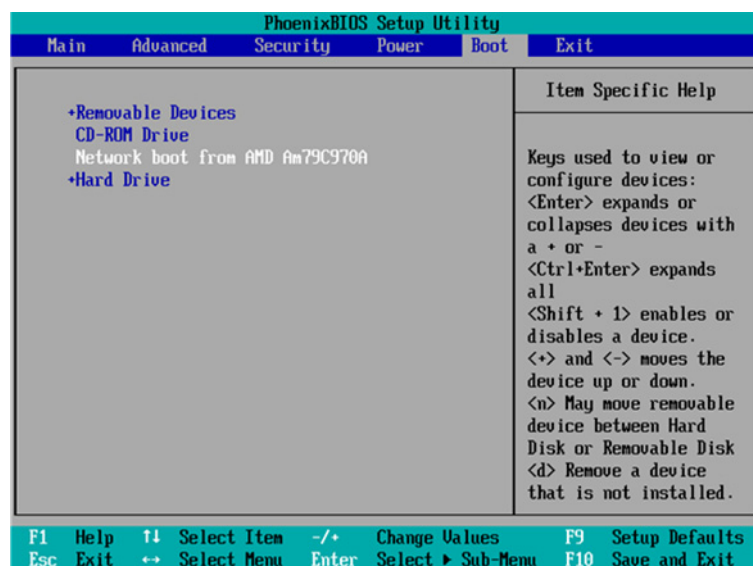 PhoenixBIOS Setup Utility
Main Advanced Security Power Boot Exit
+Removable Devices
CD-ROM Drive
Network boot from AMD Am79C970A
+Hard Drive
Item Specific Help
Keys used to view or
configure devices:
<Enter> expands or
collapses devices with
a + or -
<Ctrl+Enter> expands
all
<Shift + 1> enables or
disables a device.
<+> and <-> moves the
device up or down.
<n> May move removable
device between Hard
Disk or Removable Disk
<d> Remove a device
that is not installed.
F1 Help ↑↓ Select Item -/+ Change Values F9 Setup Defaults
Esc Exit ↔ Select Menu Enter Select ▶ Sub-Menu F10 Save and Exit